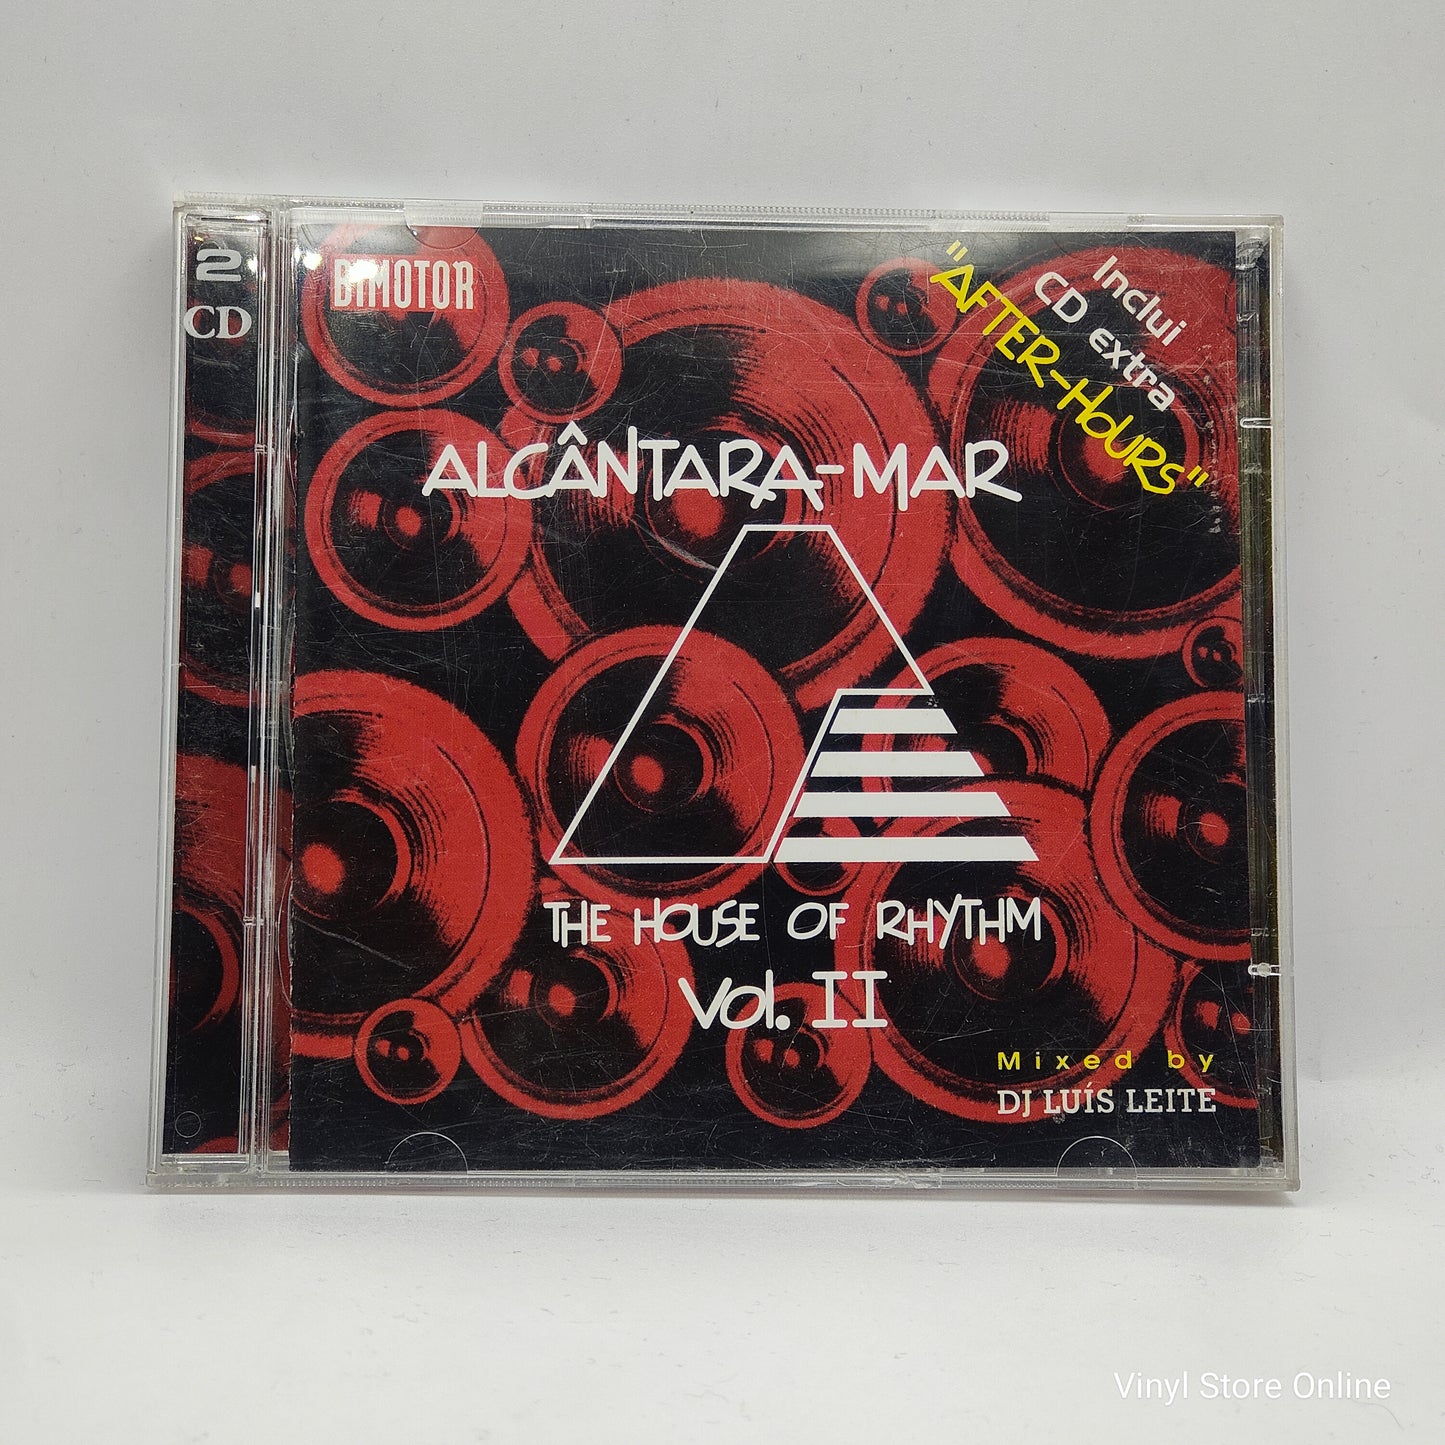 2
CD
BIMOTOR
Inclui
CD extra
"AFTER-HOURS"
ALCÂNTARA-MAR
THE HOUSE OF RHYTHM
Vol. II
Mixed by
DJ LUÍS LEITE
Vinyl Store Online